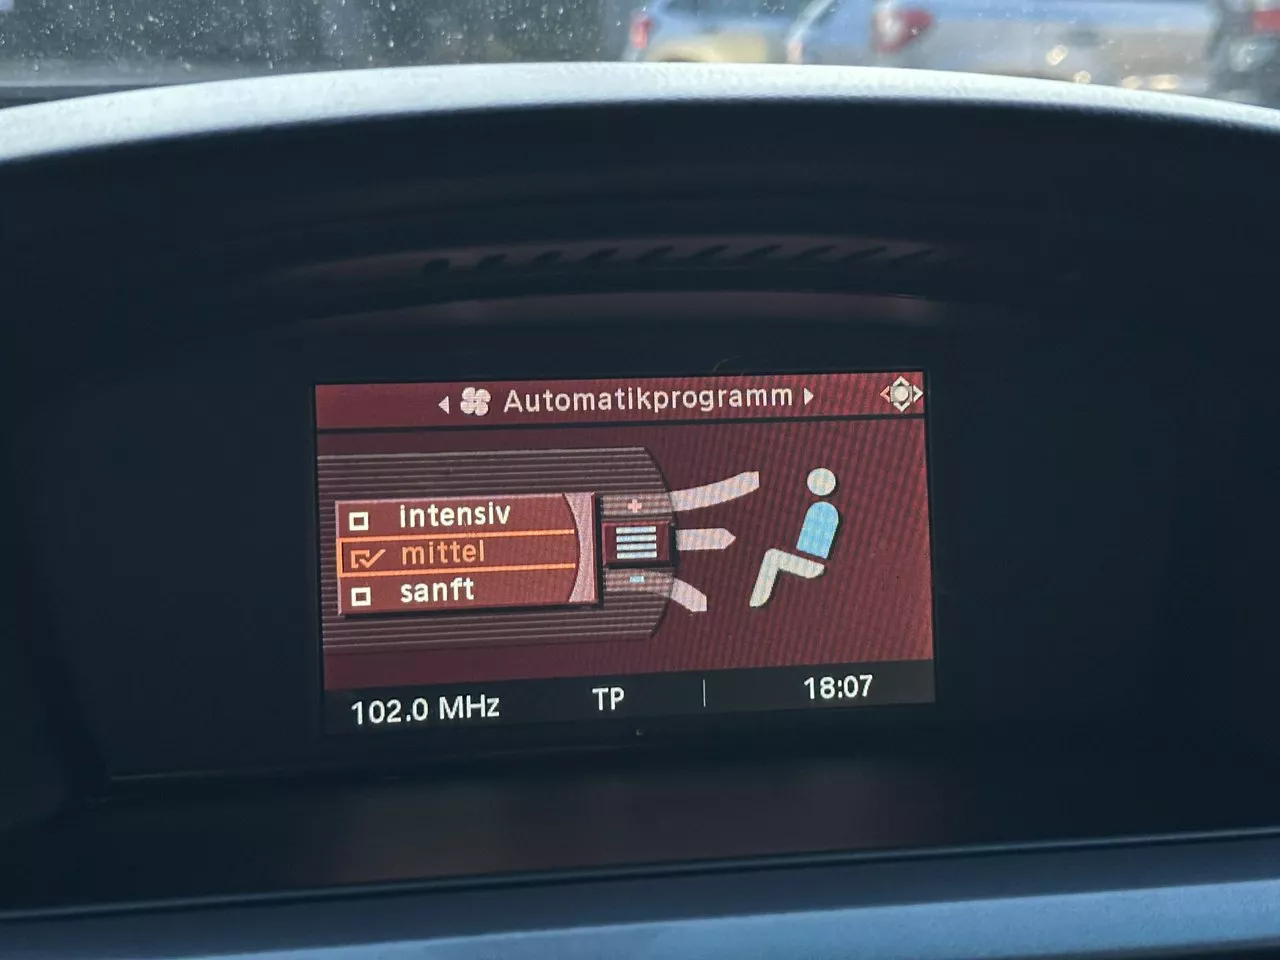 Automatikprogramm
intensiv
mittel
sanft
102.0 MHz TP 18:07